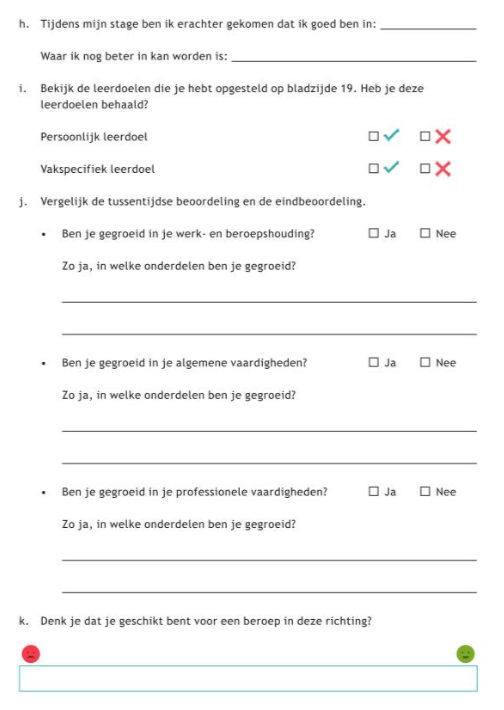 h. Tijdens mijn stage ben ik erachter gekomen dat ik goed ben in:
Waar ik nog beter in kan worden is:
i. Bekijk de leerdoelen die je hebt opgesteld op bladzijde 19. Heb je deze
leerdoelen behaald?
Persoonlijk leerdoel
Vakspecifiek leerdoel
j. Vergelijk de tussentijdse beoordeling en de eindbeoordeling.
• Ben je gegroeid in je werk- en beroepshouding? Ja Nee
Zo ja, in welke onderdelen ben je gegroeid?
• Ben je gegroeid in je algemene vaardigheden? Ja Nee
Zo ja, in welke onderdelen ben je gegroeid?
• Ben je gegroeid in je professionele vaardigheden? Ja Nee
Zo ja, in welke onderdelen ben je gegroeid?
k. Denk je dat je geschikt bent voor een beroep in deze richting?